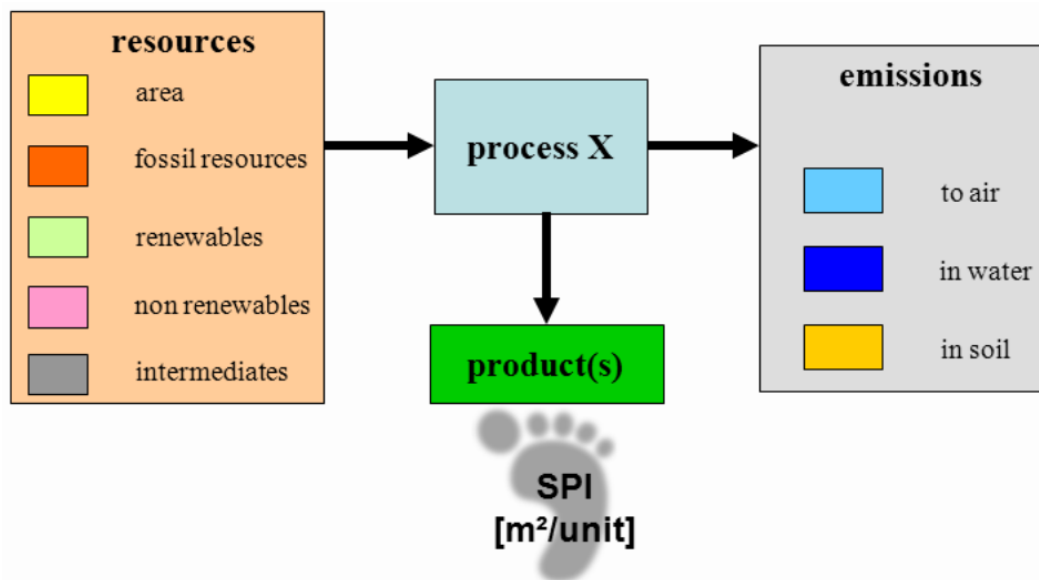 resources
area
fossil resources
renewables
non renewables
intermediates
process X
product(s)
SPI
[m²/unit]
emissions
to air
in water
in soil